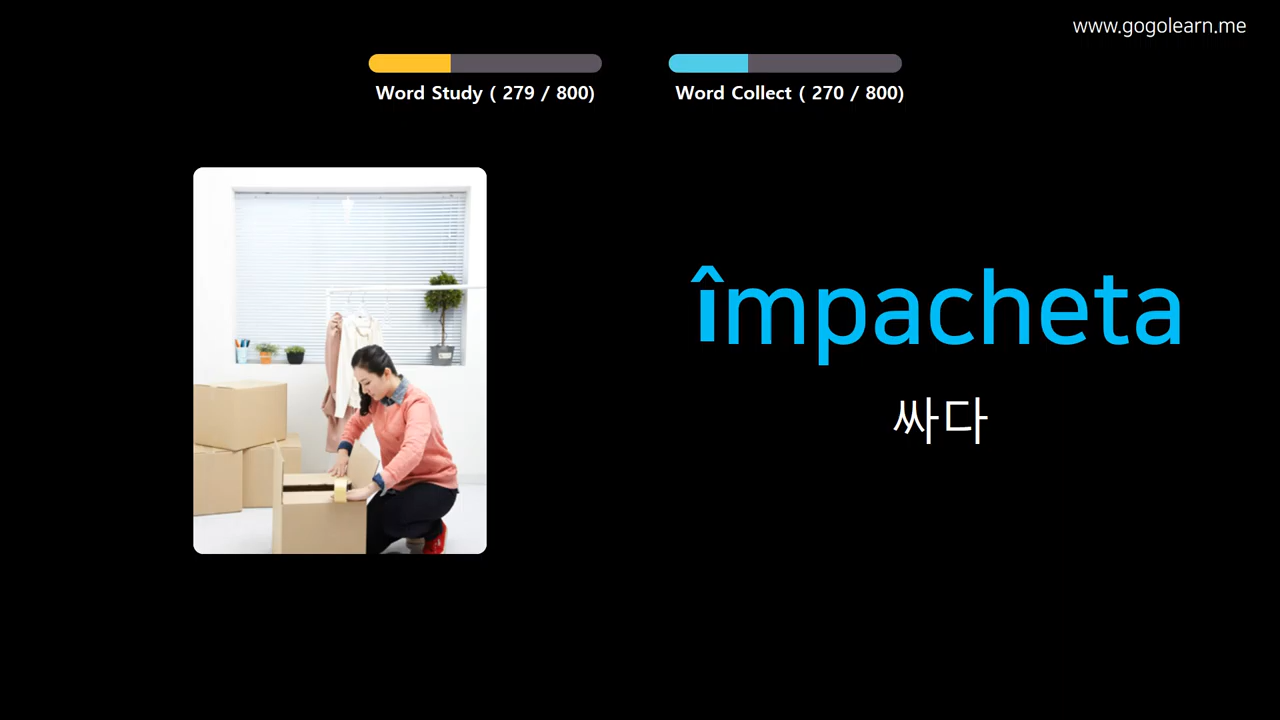 www.gogolearn.me
Word Study ( 279 / 800)
Word Collect ( 270 / 800)
împacheta
싸다